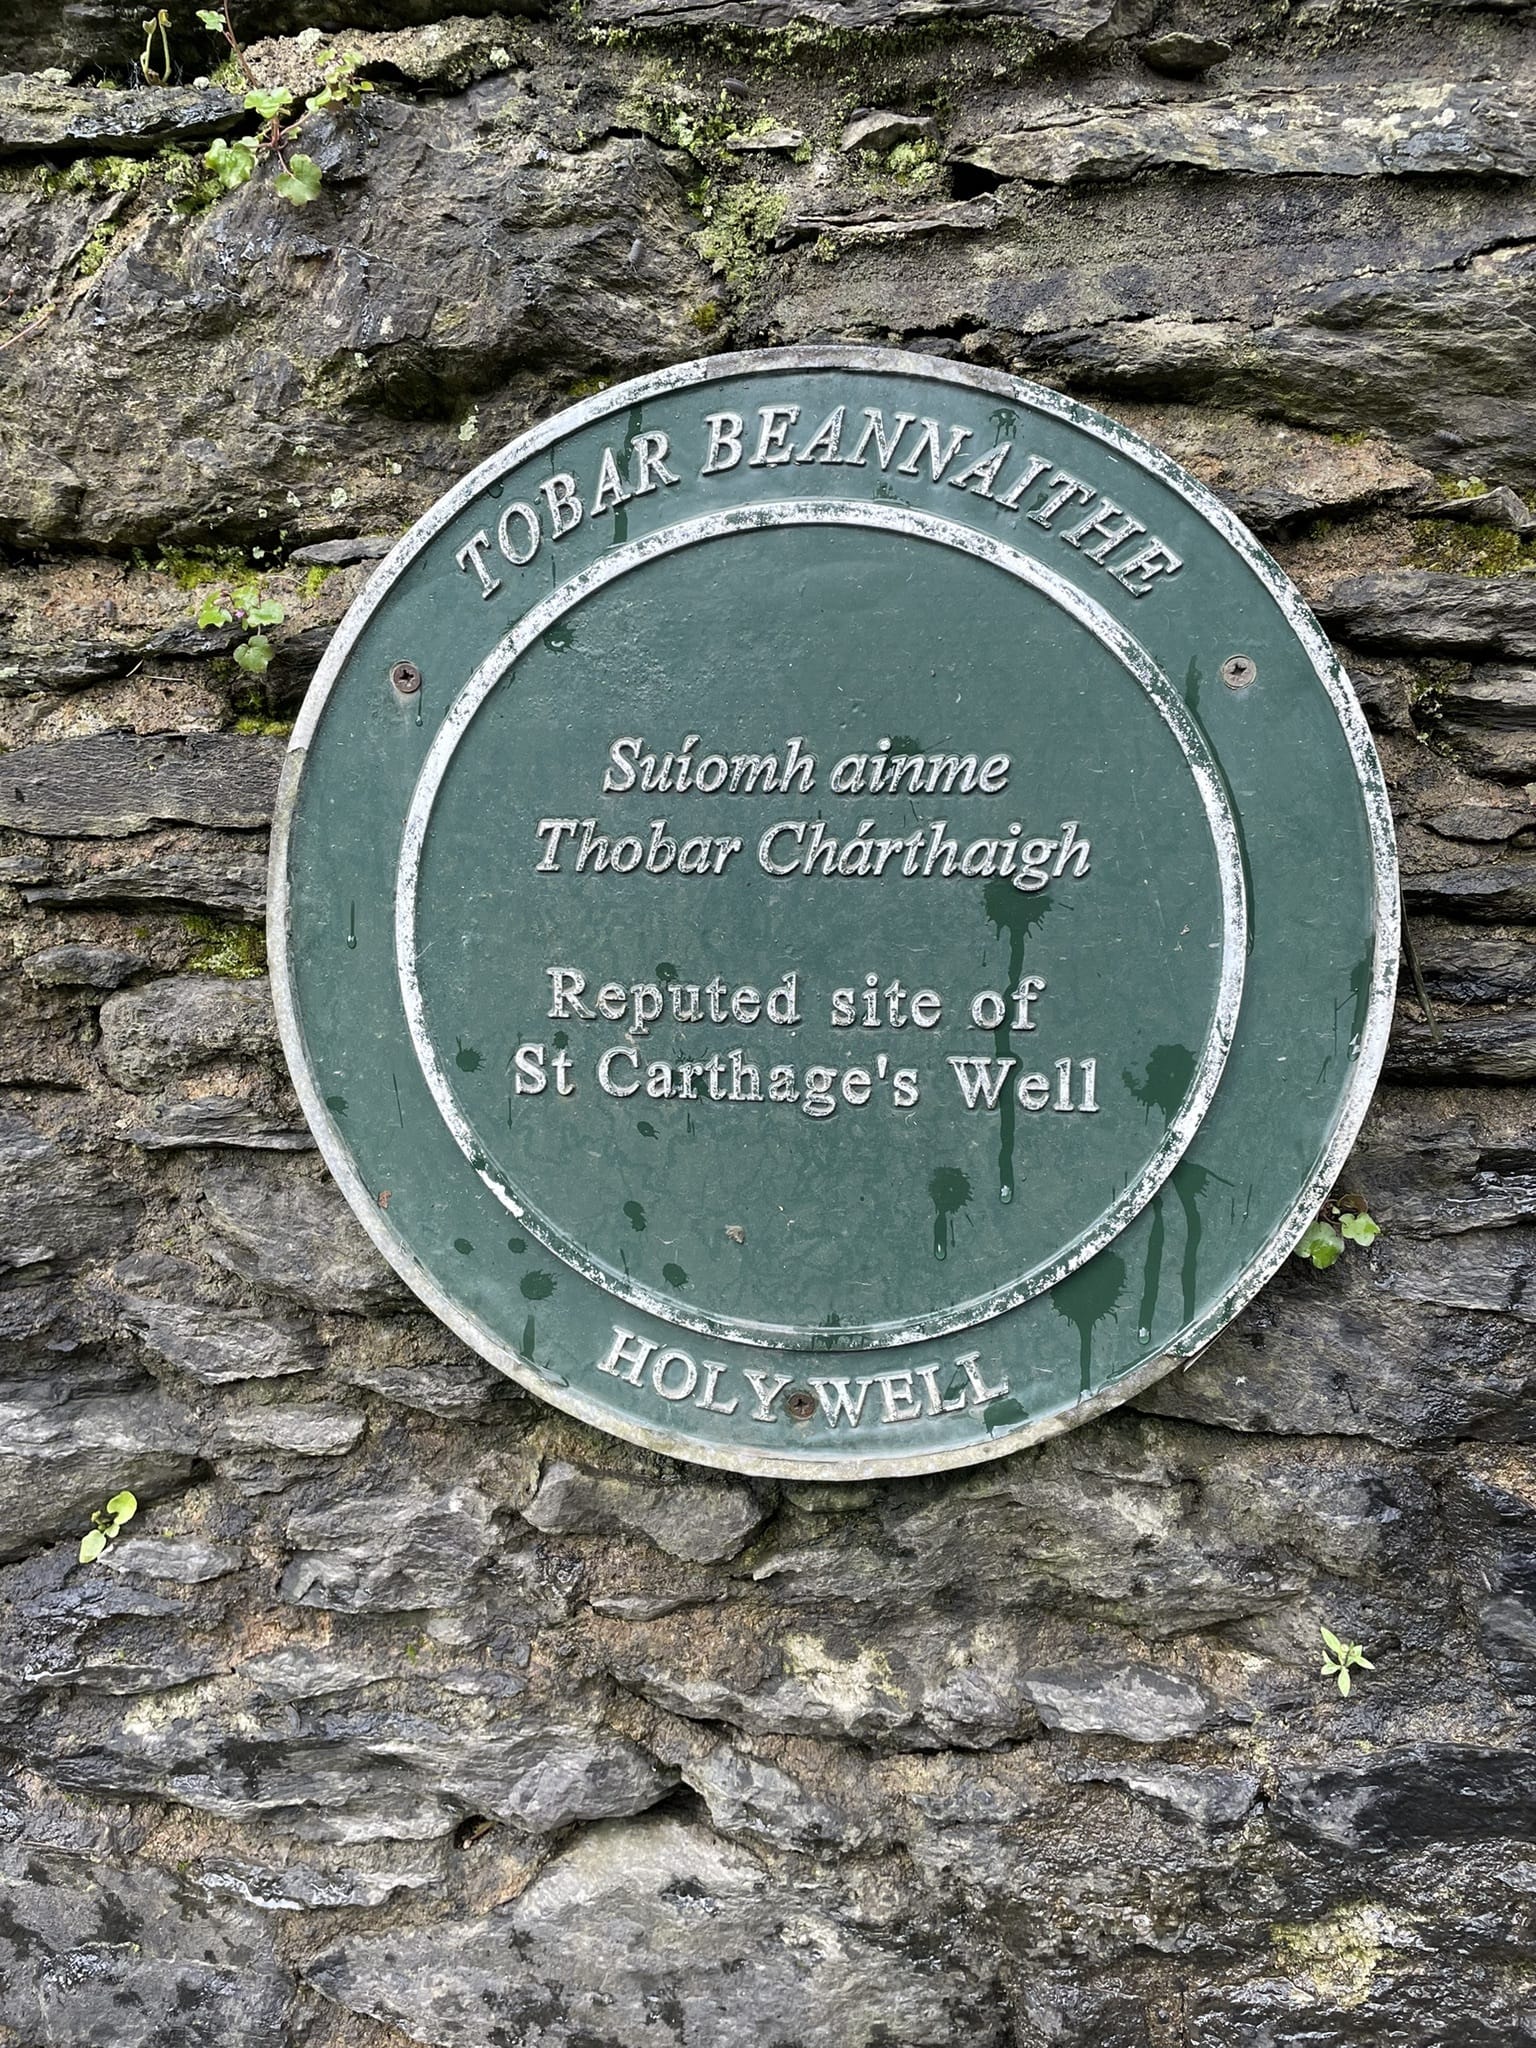 TOBAR BEANNAITHE
Suíomh ainme
Thobar Chárthaigh
Reputed site of
St Carthage's Well
HOLY WELL